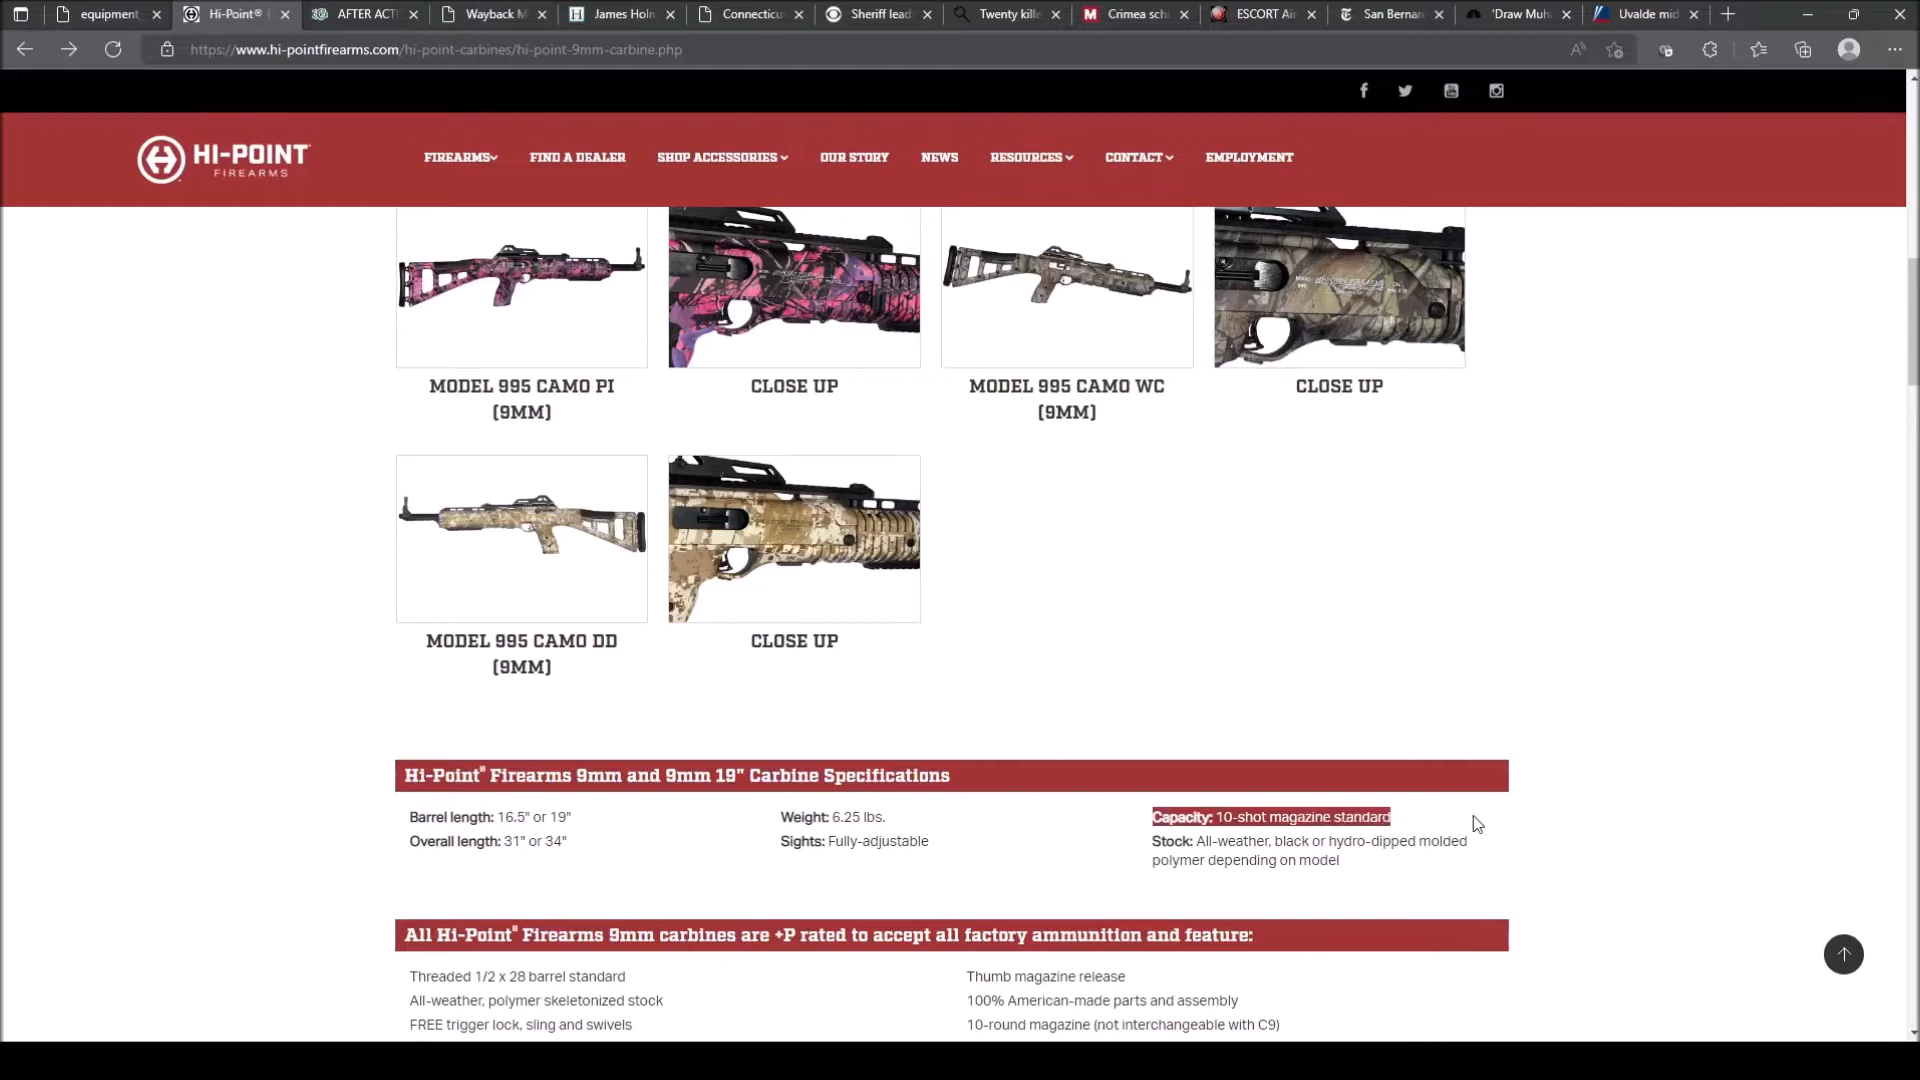 equipment
Hi-Point®
AFTER ACT
Wayback M
James Holm
Connecticu
Sheriff lead
Twenty kille
Crimea sch
ESCORT Air
San Bernar
'Draw Muh
Uvalde mid
https://www.hi-pointfirearms.com/hi-point-carbines/hi-point-9mm-carbine.php
HI-POINT
FIREARMS
FIREARMS
FIND A DEALER
SHOP ACCESSORIES
OUR STORY
NEWS
RESOURCES
CONTACT
EMPLOYMENT
MODEL 995 CAMO PI
(9MM)
CLOSE UP
MODEL 995 CAMO WC
(9MM)
CLOSE UP
MODEL 995 CAMO DD
(9MM)
CLOSE UP
Hi-Point® Firearms 9mm and 9mm 19" Carbine Specifications
Barrel length: 16.5" or 19"
Overall length: 31" or 34"
Weight: 6.25 lbs.
Sights: Fully-adjustable
Capacity: 10-shot magazine standard
Stock: All-weather, black or hydro-dipped molded
polymer depending on model
All Hi-Point® Firearms 9mm carbines are +P rated to accept all factory ammunition and feature:
Threaded 1/2 x 28 barrel standard
All-weather, polymer skeletonized stock
FREE trigger lock, sling and swivels
Thumb magazine release
100% American-made parts and assembly
10-round magazine (not interchangeable with C9)